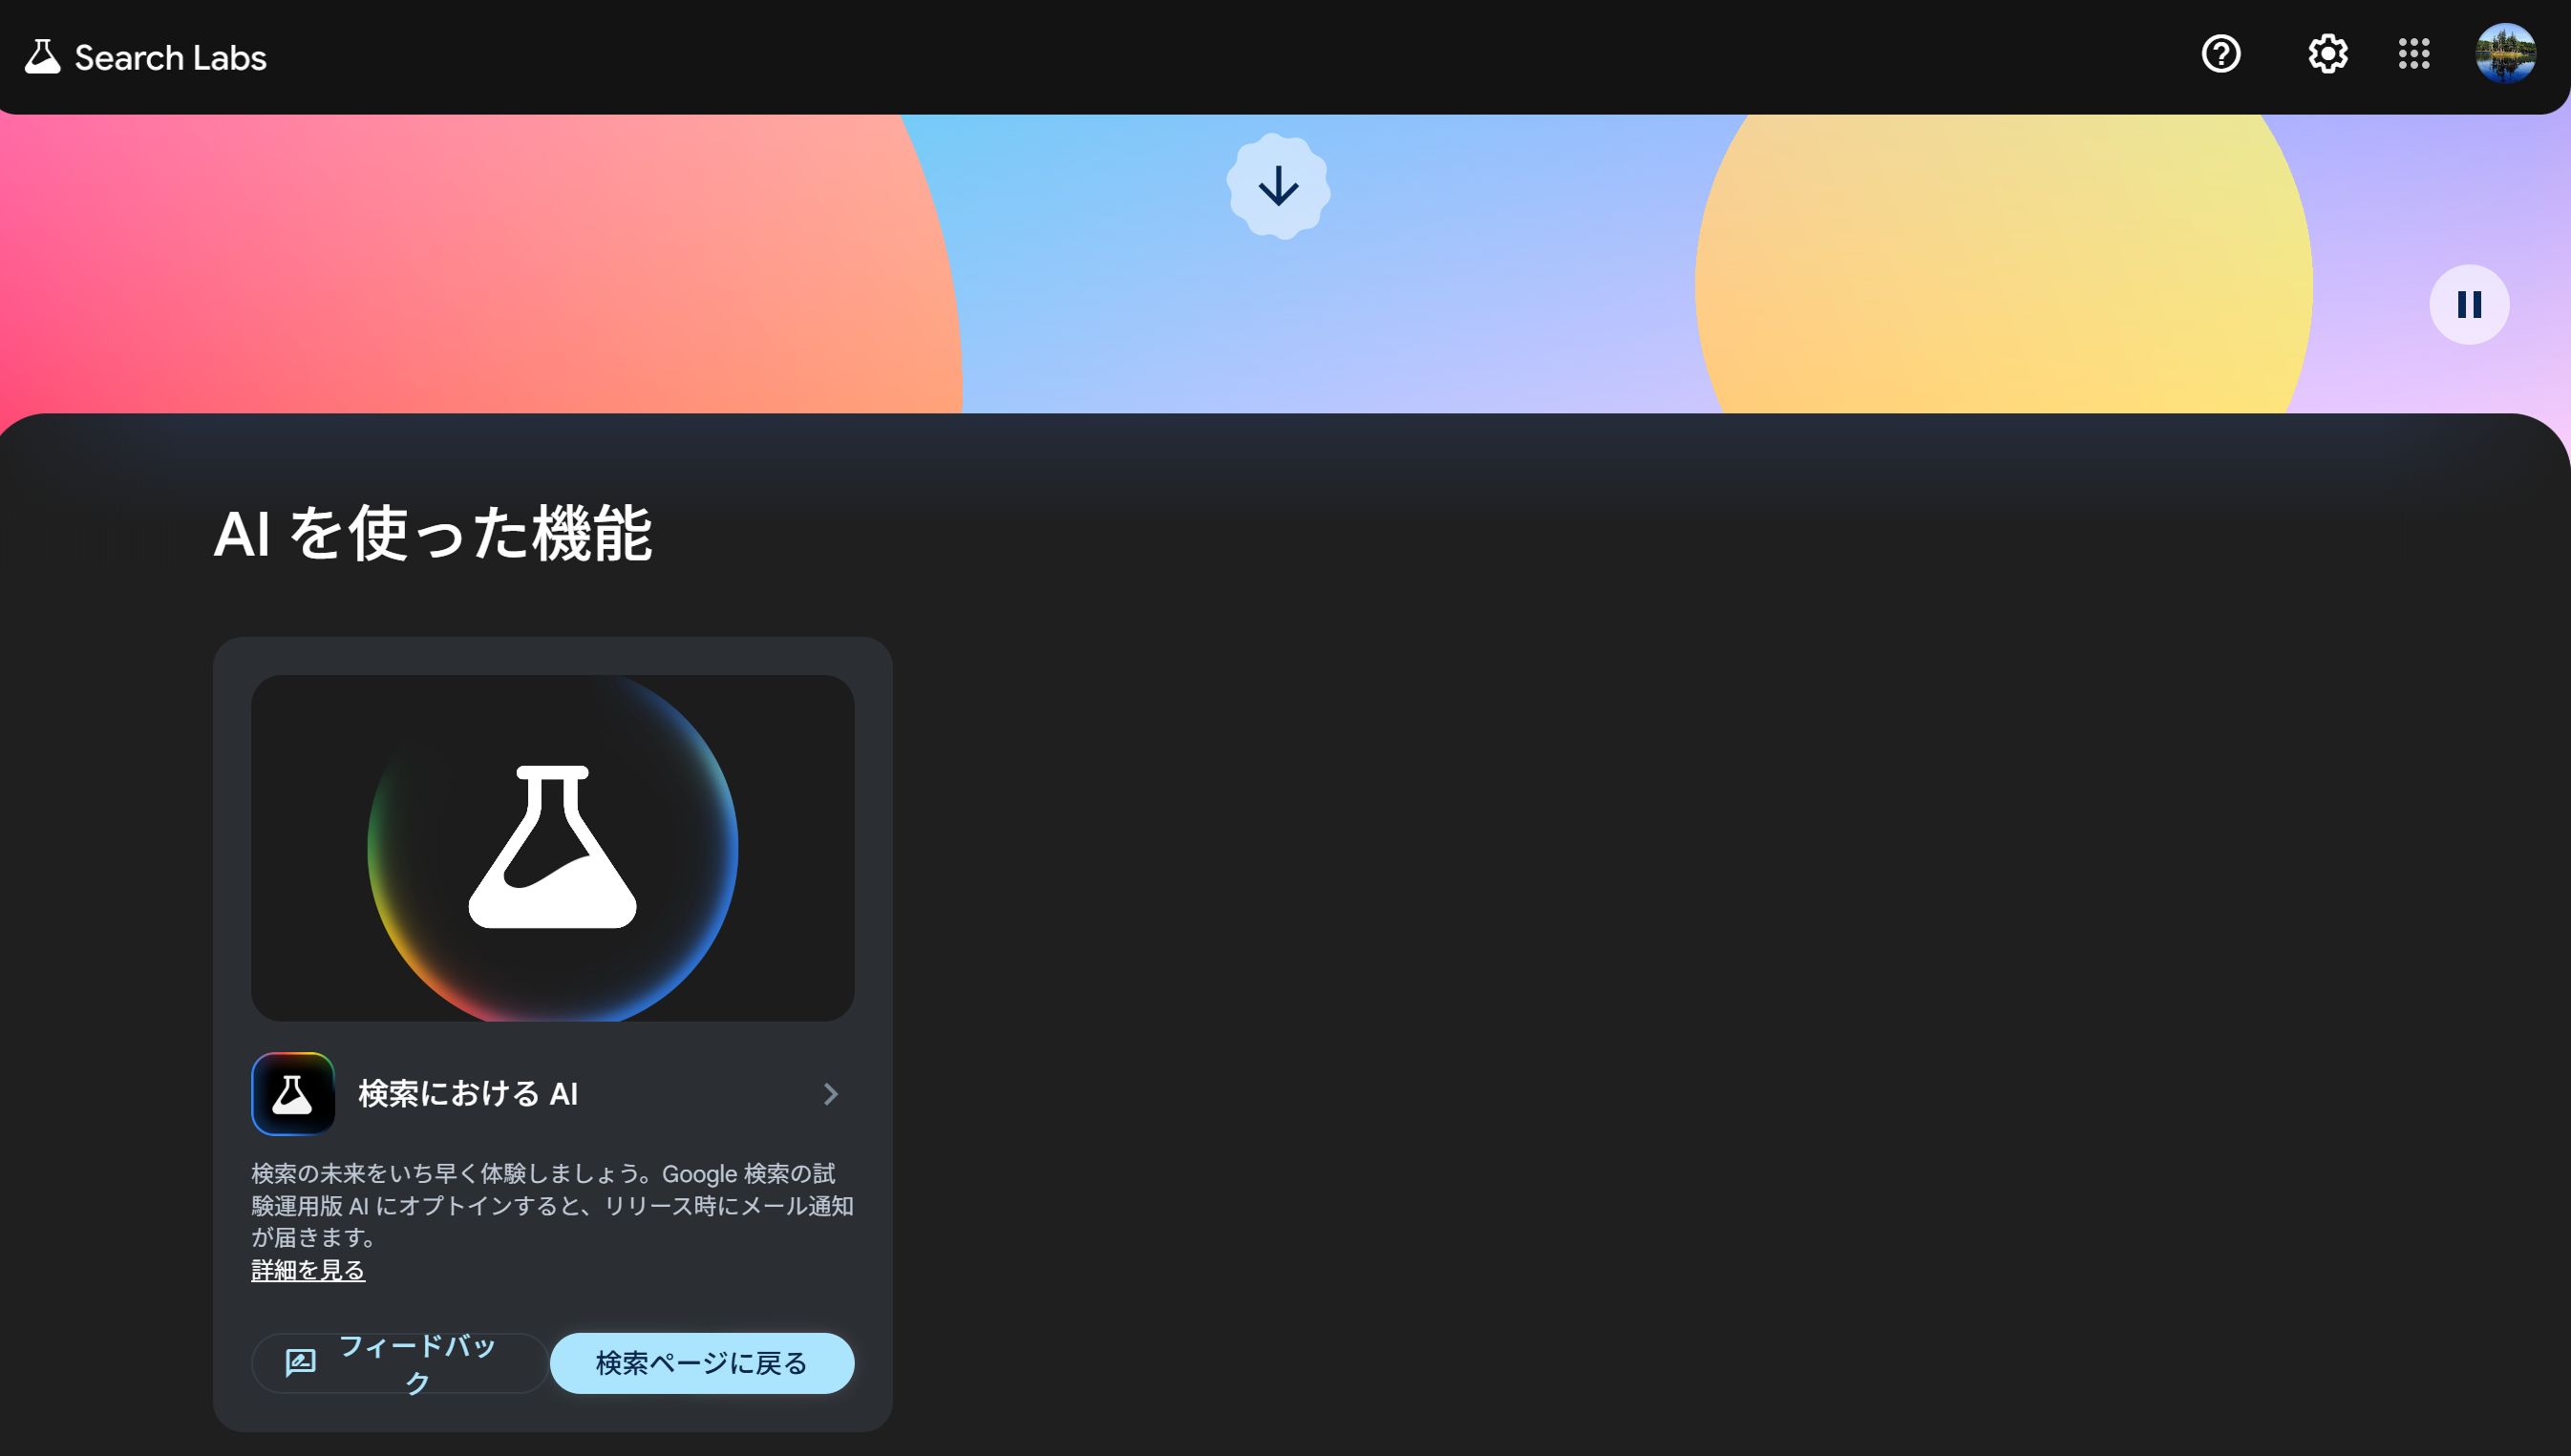 Search Labs
AI を使った機能
検索における AI
検索の未来をいち早く体験しましょう。Google 検索の試
験運用版 AI にオプトインすると、リリース時にメール通知
が届きます。
詳細を見る
フィードバッ
ク
検索ページに戻る